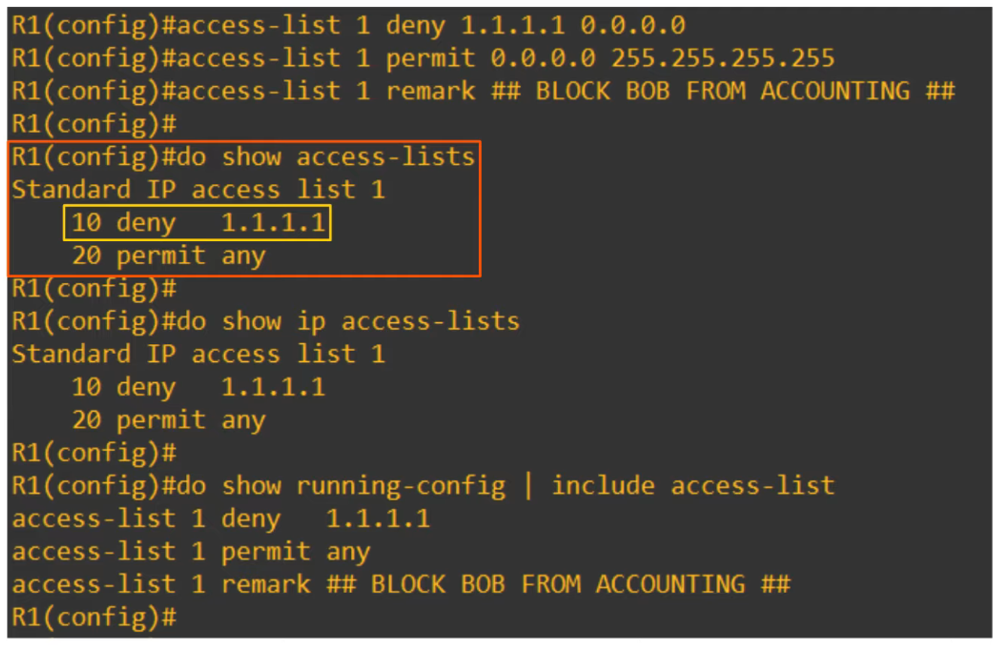 R1(config)#access-list 1 deny 1.1.1.1 0.0.0.0
R1(config)#access-list 1 permit 0.0.0.0 255.255.255.255
R1(config)#access-list 1 remark ## BLOCK BOB FROM ACCOUNTING ##
R1(config)#
R1(config)#do show access-lists
Standard IP access list 1
    10 deny   1.1.1.1
    20 permit any
R1(config)#
R1(config)#do show ip access-lists
Standard IP access list 1
    10 deny   1.1.1.1
    20 permit any
R1(config)#
R1(config)#do show running-config | include access-list
access-list 1 deny   1.1.1.1
access-list 1 permit any
access-list 1 remark ## BLOCK BOB FROM ACCOUNTING ##
R1(config)#